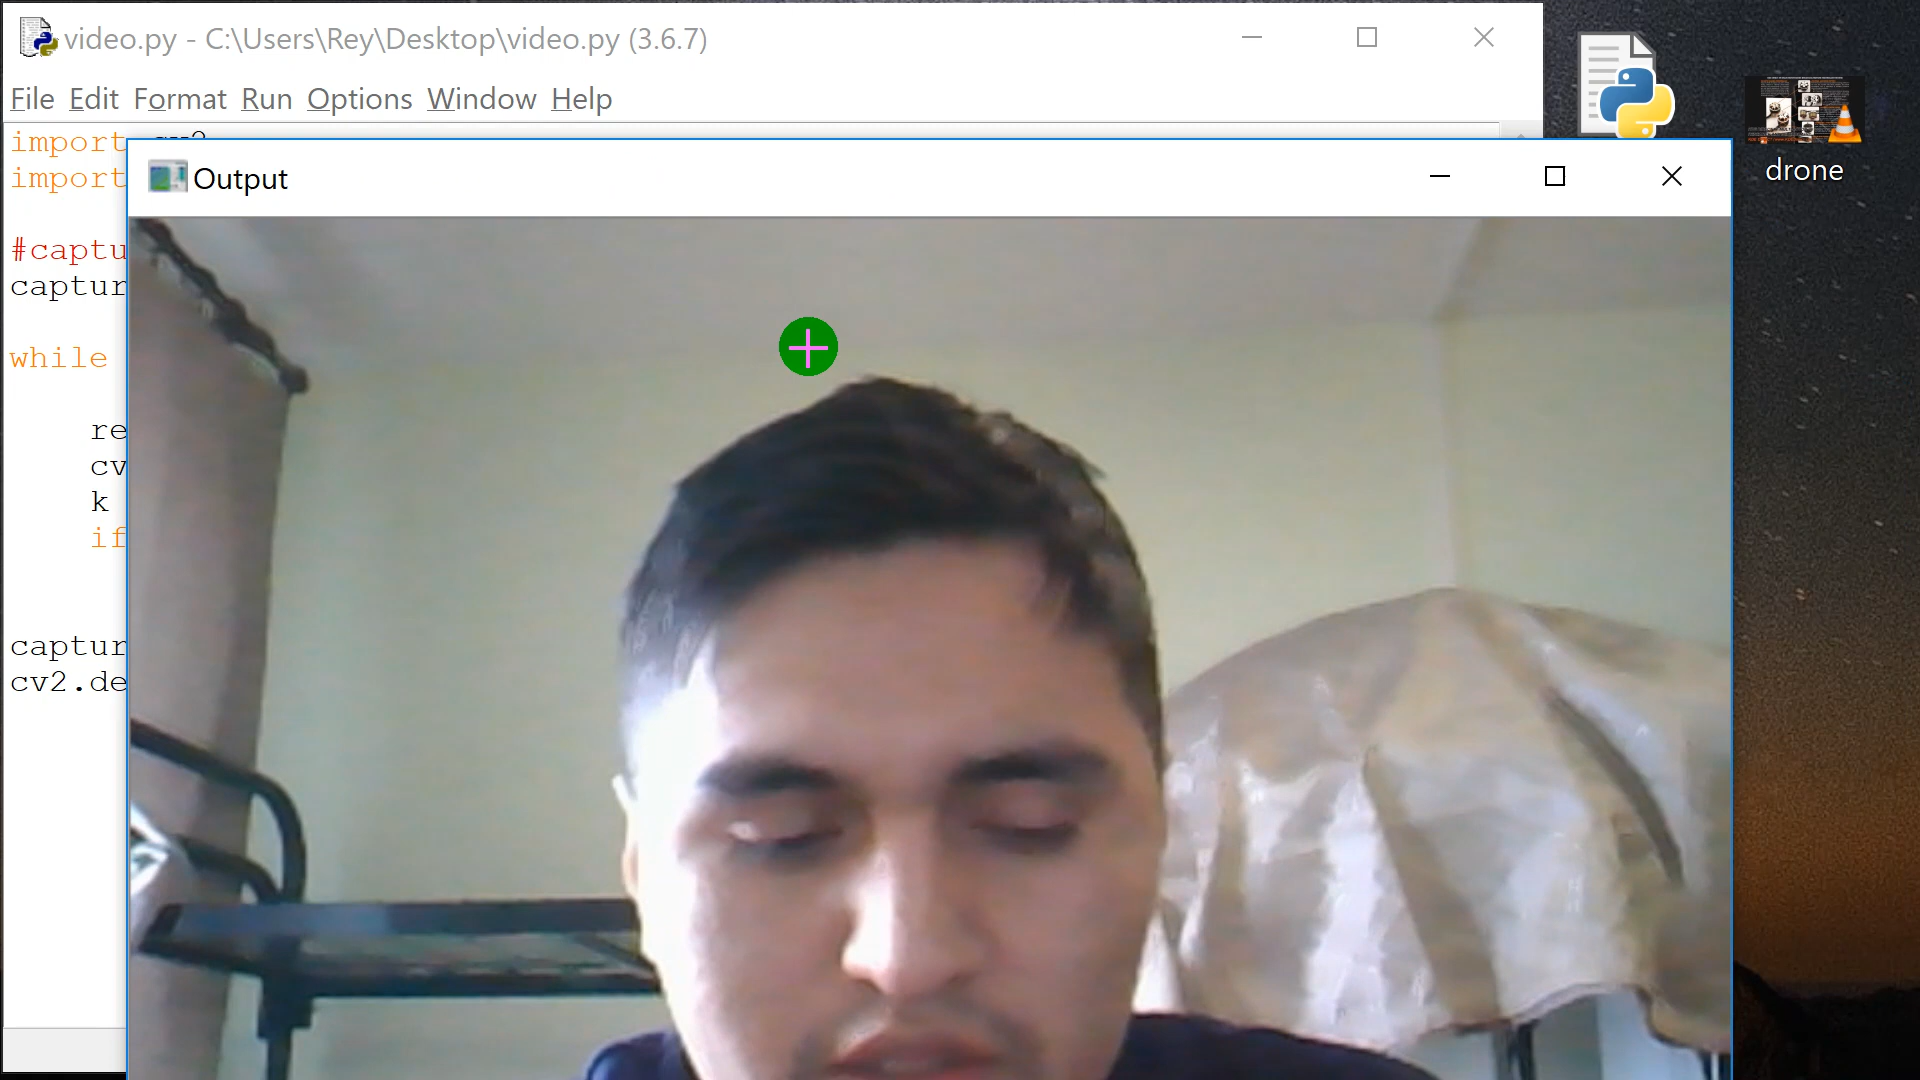 video.py - C:\Users\Rey\Desktop\video.py (3.6.7)
File Edit Format Run Options Window Help
import
import
Output
drone
#captu
captur
while
re
cv
k
if
captur
cv2.de